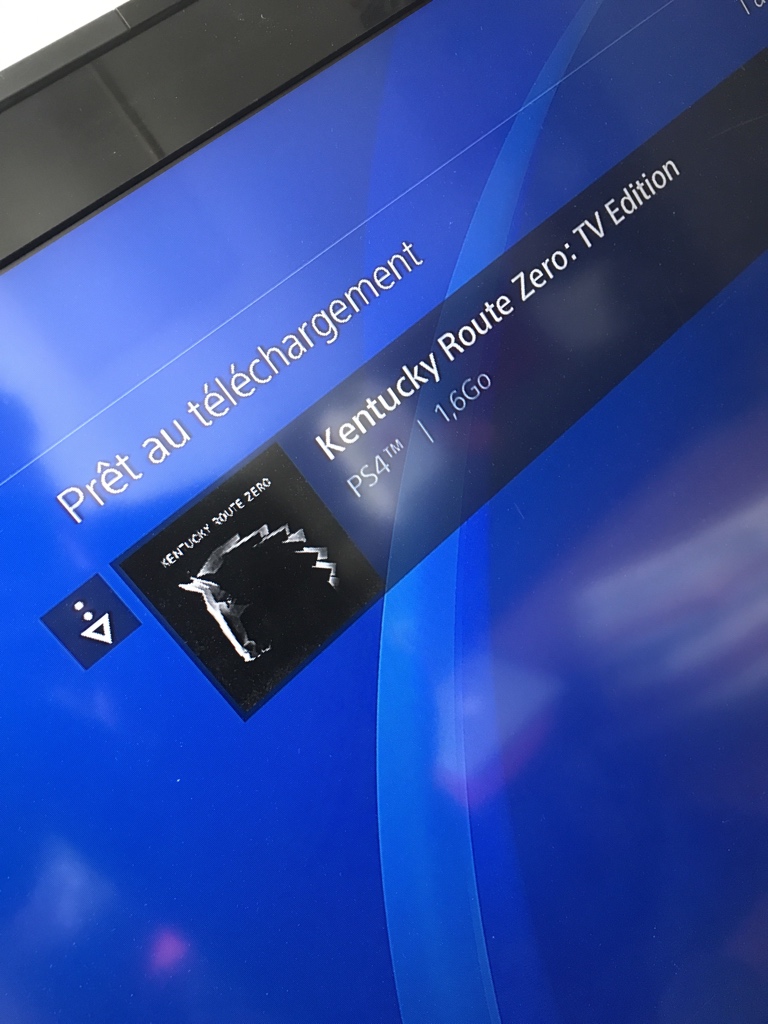 Prêt au téléchargement
Kentucky Route Zero: TV Edition
PS4™ | 1,6Go
KENTUCKY ROUTE ZERO